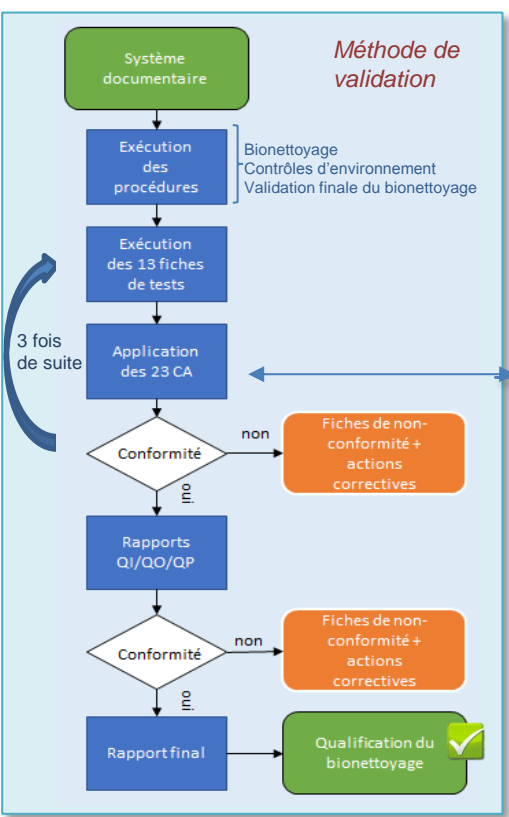 Méthode de
validation
Système
documentaire
Exécution
des
procédures
Bionettoyage
Contrôles d'environnement
Validation finale du bionettoyage
Exécution
des 13 fiches
de tests
3 fois
de suite
Application
des 23 CA
Conformité
non
Fiches de non-
conformité +
actions
correctives
oui
Rapports
QI/QO/QP
Conformité
non
Fiches de non-
conformité +
actions
correctives
oui
Rapport final
Qualification du
bionettoyage